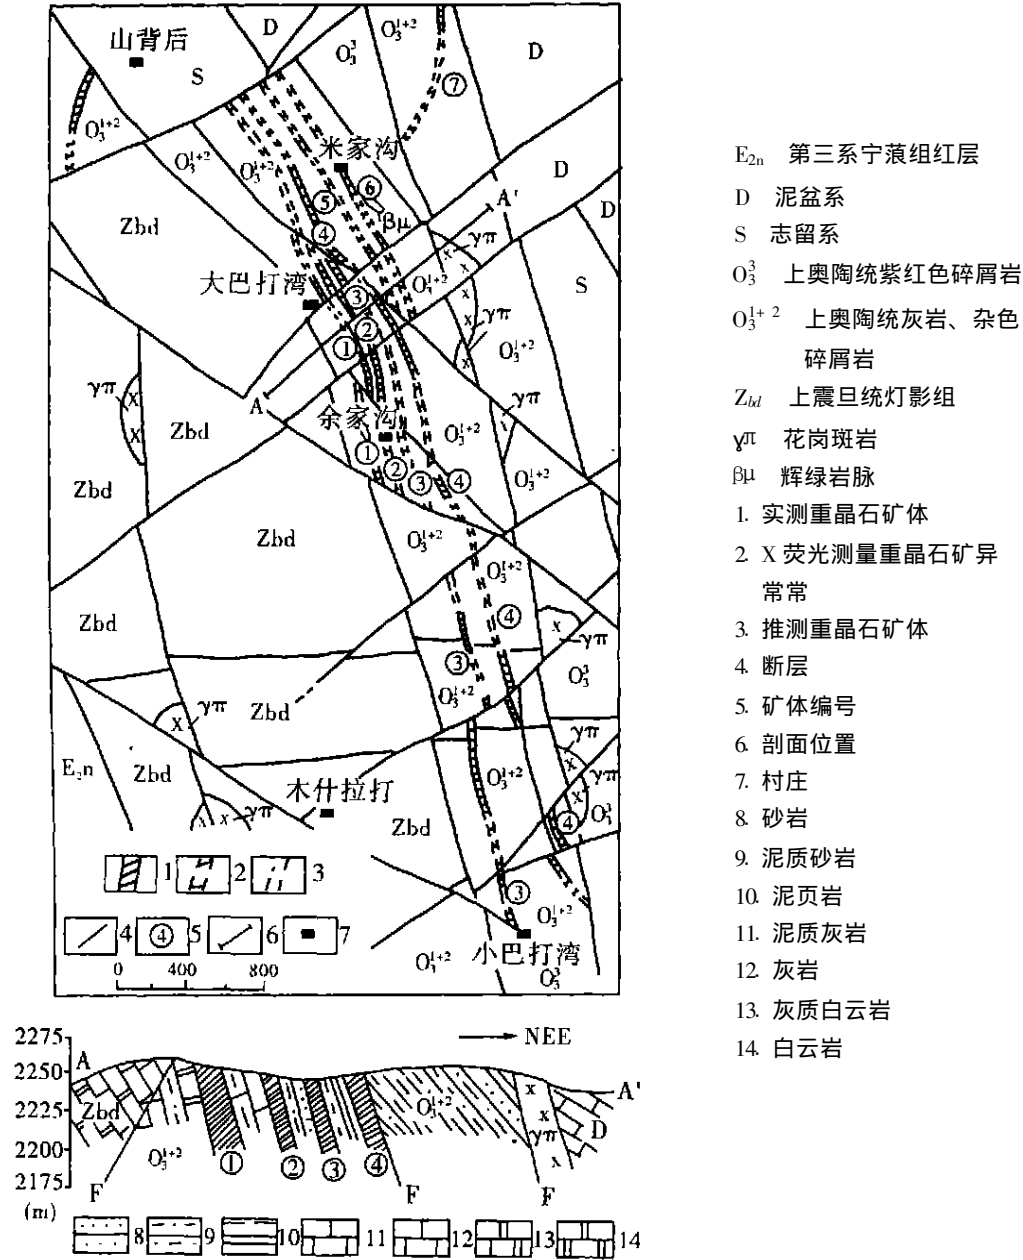 山背后
D
S
O₃¹⁺²
O₃³
O₃¹⁺²
D
⑦
O₃¹⁺²
O₃¹⁺²
米家沟
⑥
⑤
④
βμ
A'
D
D
Zbd
γπ
S
大巴打湾
③
O₃¹⁺²
②
①
γπ
O₃¹⁺²
γπ
x
x
A
余家沟
γπ
Zbd
O₃¹⁺²
①
②
③
④
O₃¹⁺²
Zbd
Zbd
O₃¹⁺²
O₃¹⁺²
④
Zbd
x
γπ
③
O₃¹⁺²
O₃³
γπ
x
Zbd
γπ
E₂n
Zbd
O₃¹⁺²
γπ
木什拉打
x
x
γπ
Zbd
④
O₃³
1
2
3
③
O₃¹⁺²
4
④
5
6
7
O₃¹⁺²
小巴打湾
O₃³
0 400 800
E₂ₙ 第三系宁蒗组红层
D 泥盆系
S 志留系
O₃³ 上奥陶统紫红色碎屑岩
O₃¹⁺ ² 上奥陶统灰岩、杂色
碎屑岩
Z_bd 上震旦统灯影组
γπ 花岗斑岩
βμ 辉绿岩脉
1. 实测重晶石矿体
2. X 荧光测量重晶石矿异
常常
3. 推测重晶石矿体
4. 断层
5. 矿体编号
6. 剖面位置
7. 村庄
8. 砂岩
9. 泥质砂岩
10. 泥页岩
11. 泥质灰岩
12. 灰岩
13. 灰质白云岩
14. 白云岩
2275
NEE
A
2250
A'
2225
Zbd
O₃¹⁺²
x
x
γπ
D
2200
O₃¹⁺²
①
②
③
④
x
2175
(m)
F
F
F
8
9
10
11
12
13
14